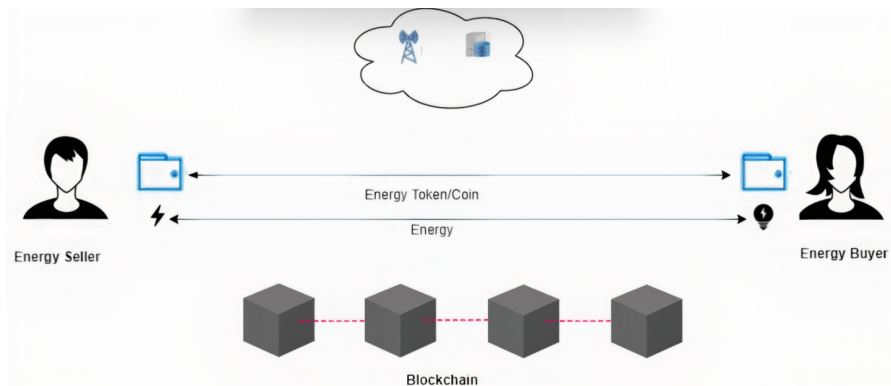 Energy Token/Coin
Energy
Energy Seller
Energy Buyer
Blockchain